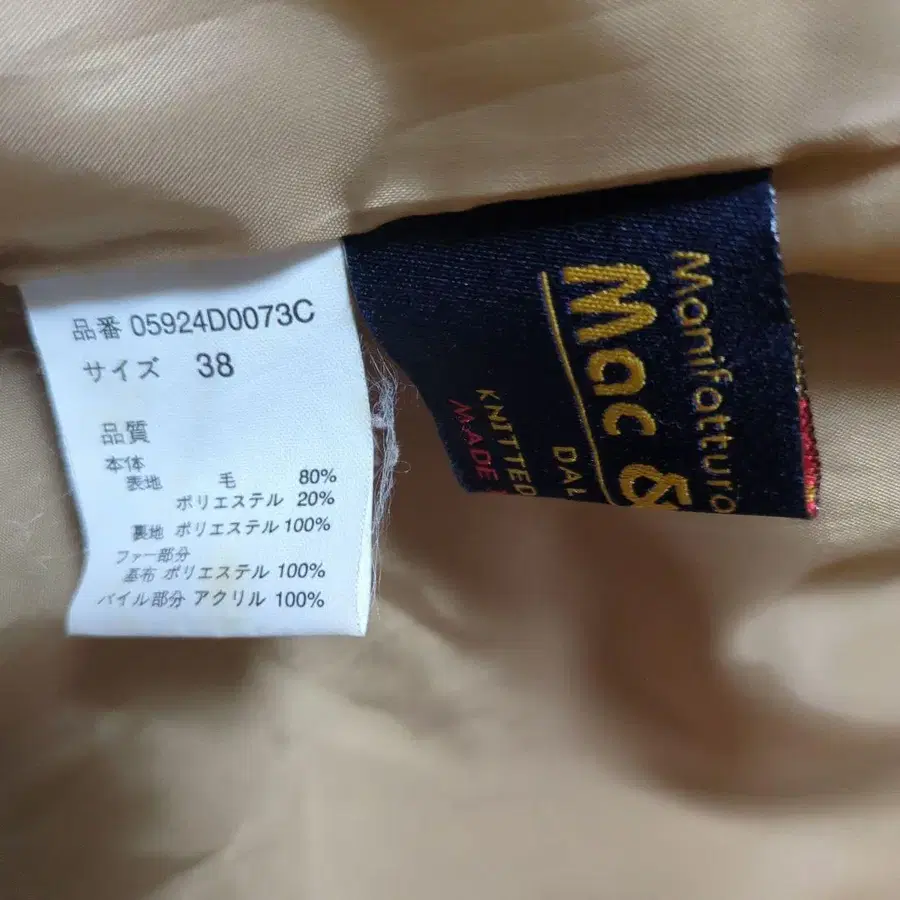 品番 05924D0073C
サイズ 38
品質
本体
表地 毛 80%
ポリエステル 20%
裏地 ポリエステル 100%
ファー部分
基布 ポリエステル 100%
パイル部分 アクリル 100%
Manifattura
Mac &
DAL
KNITTED
MADE